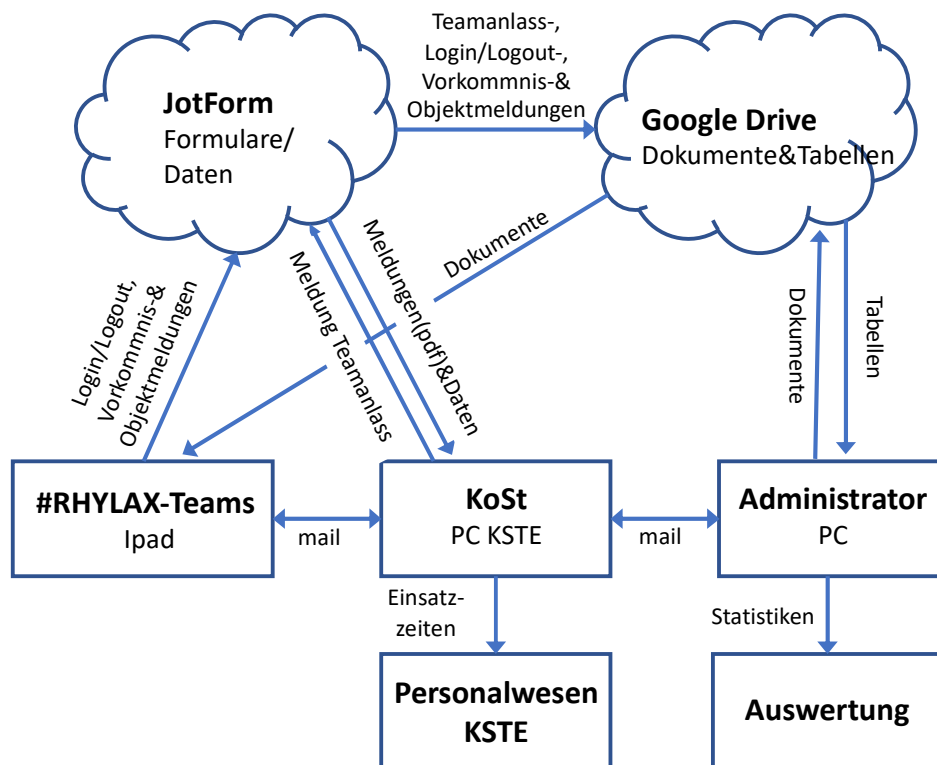 Teamanlass-,
Login/Logout-,
Vorkommnis-&
Objektmeldungen
JotForm
Formulare/
Daten
Google Drive
Dokumente&Tabellen
Dokumente
Meldungen(pdf)&Daten
Meldung Teamanlass
Login/Logout,
Vorkommnis-&
Objektmeldungen
Dokumente
Tabellen
#RHYLAX-Teams
Ipad
mail
KoSt
PC KSTE
mail
Administrator
PC
Einsatz-
zeiten
Statistiken
Personalwesen
KSTE
Auswertung